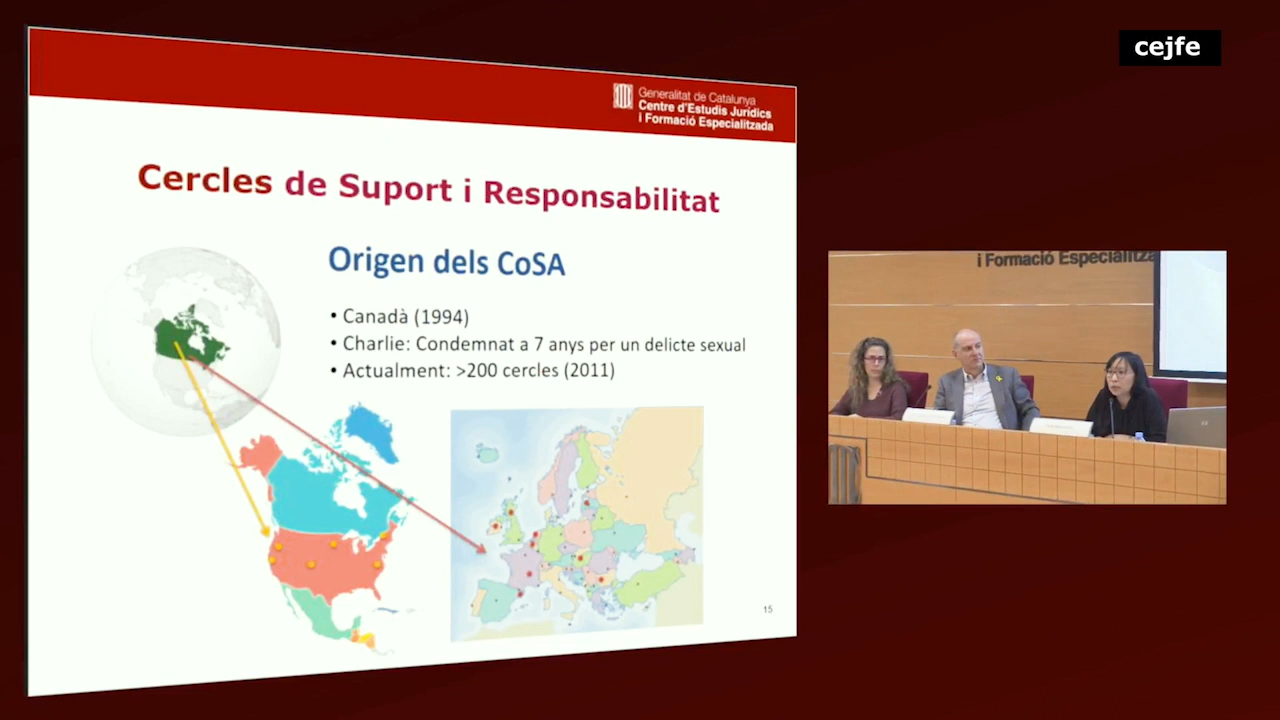 cejfe
Generalitat de Catalunya
Centre d'Estudis Jurídics
i Formació Especialitzada
Cercles de Suport i Responsabilitat
Origen dels CoSA
• Canadà (1994)
• Charlie: Condemnat a 7 anys per un delicte sexual
• Actualment: >200 cercles (2011)
15
i Formació Especialitza